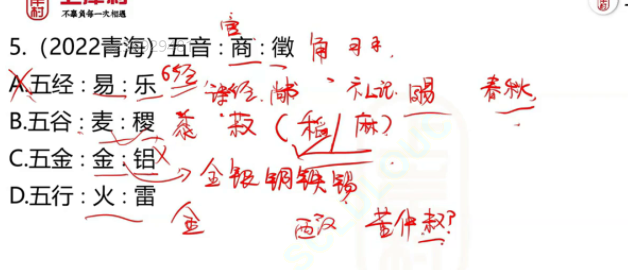 不裹负每一次相遇
宫
5.（2022青海）五音 : 商 : 徵 角 羽
A.五经 : 易 : 乐 6经 诗经 尚书 礼记 易 春秋
B.五谷 : 麦 : 稷 黍 菽（稻/麻）
C.五金 : 金 : 铝 金银铜铁锡
D.五行 : 火 : 雷
金 西汉 董仲叔?